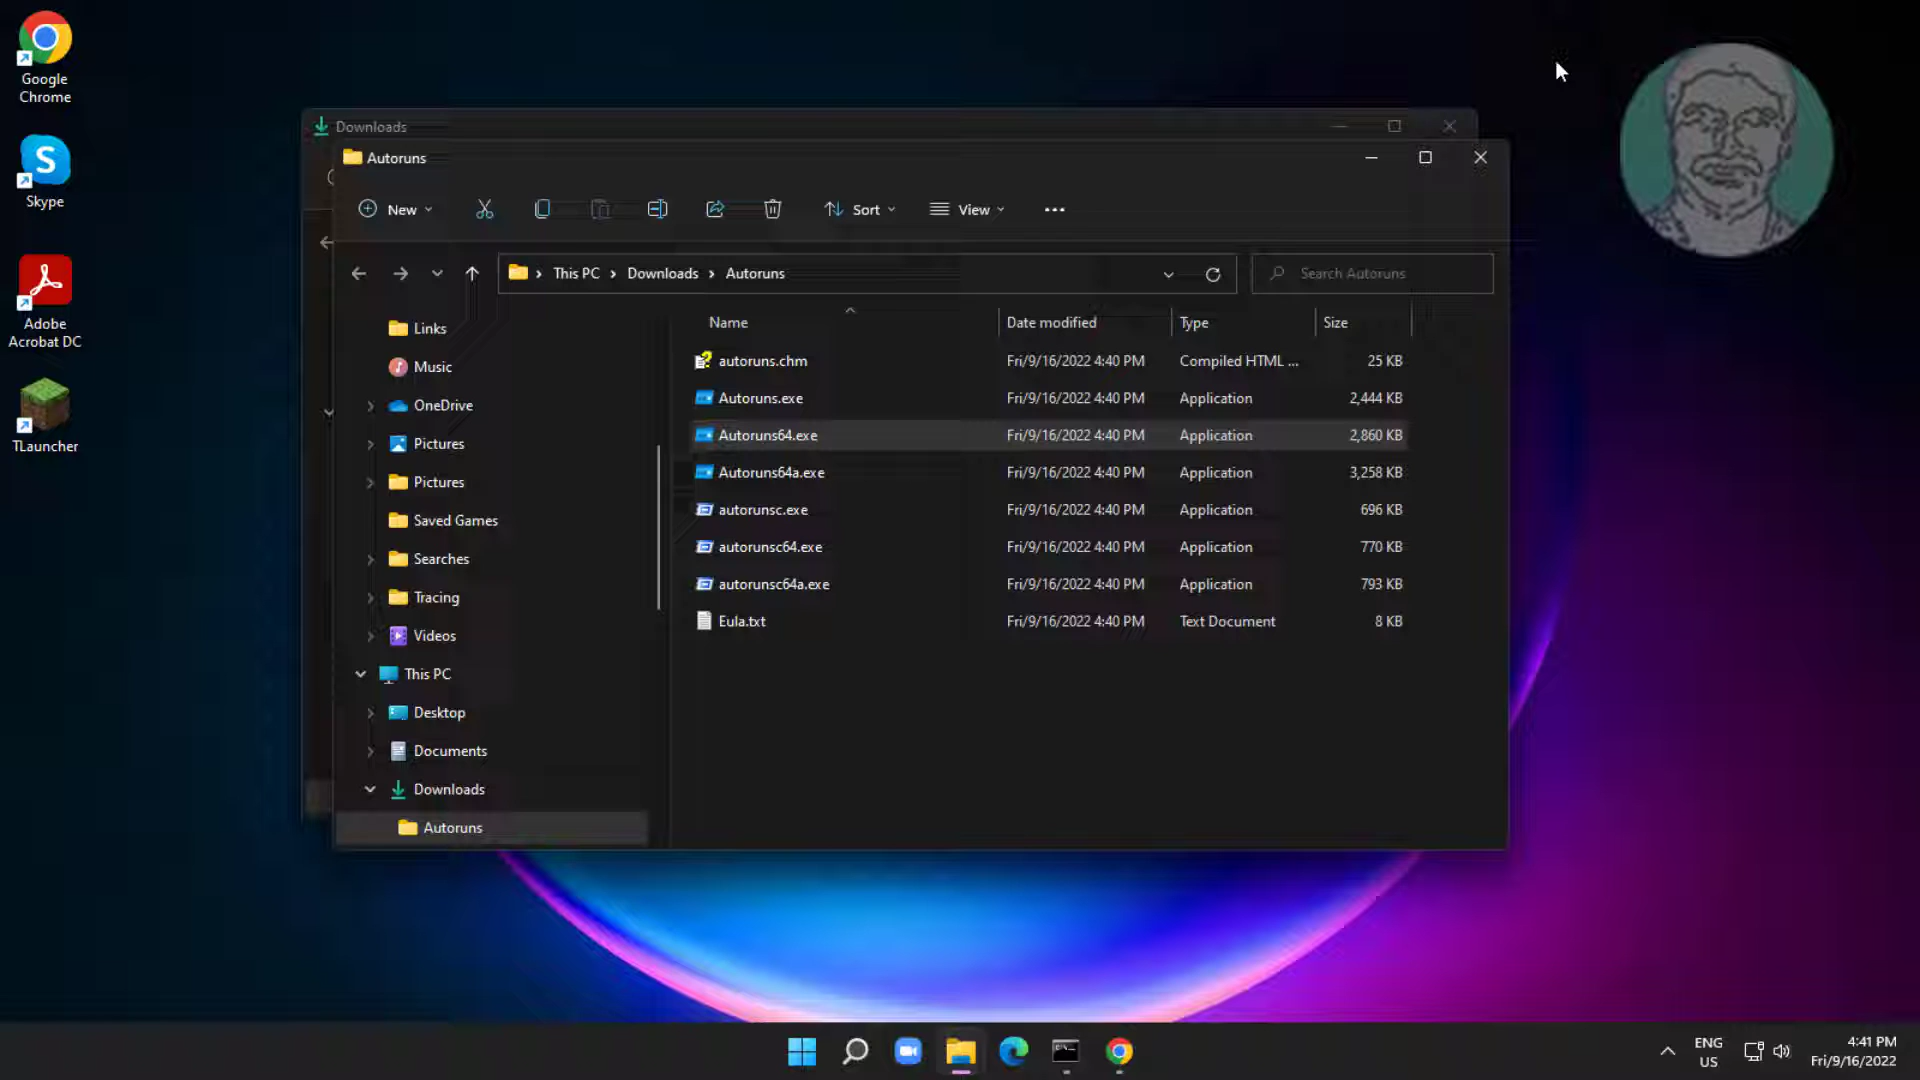 Google
Chrome
Skype
Adobe
Acrobat DC
TLauncher
Downloads
Autoruns
New
Sort
View
This PC
Downloads
Autoruns
Search Autoruns
Links
Music
OneDrive
Pictures
Pictures
Saved Games
Searches
Tracing
Videos
This PC
Desktop
Documents
Downloads
Autoruns
Name Date modified Type Size
autoruns.chm Fri/9/16/2022 4:40 PM Compiled HTML ... 25 KB
Autoruns.exe Fri/9/16/2022 4:40 PM Application 2,444 KB
Autoruns64.exe Fri/9/16/2022 4:40 PM Application 2,860 KB
Autoruns64a.exe Fri/9/16/2022 4:40 PM Application 3,258 KB
autorunsc.exe Fri/9/16/2022 4:40 PM Application 696 KB
autorunsc64.exe Fri/9/16/2022 4:40 PM Application 770 KB
autorunsc64a.exe Fri/9/16/2022 4:40 PM Application 793 KB
Eula.txt Fri/9/16/2022 4:40 PM Text Document 8 KB
ENG
US
4:41 PM
Fri/9/16/2022